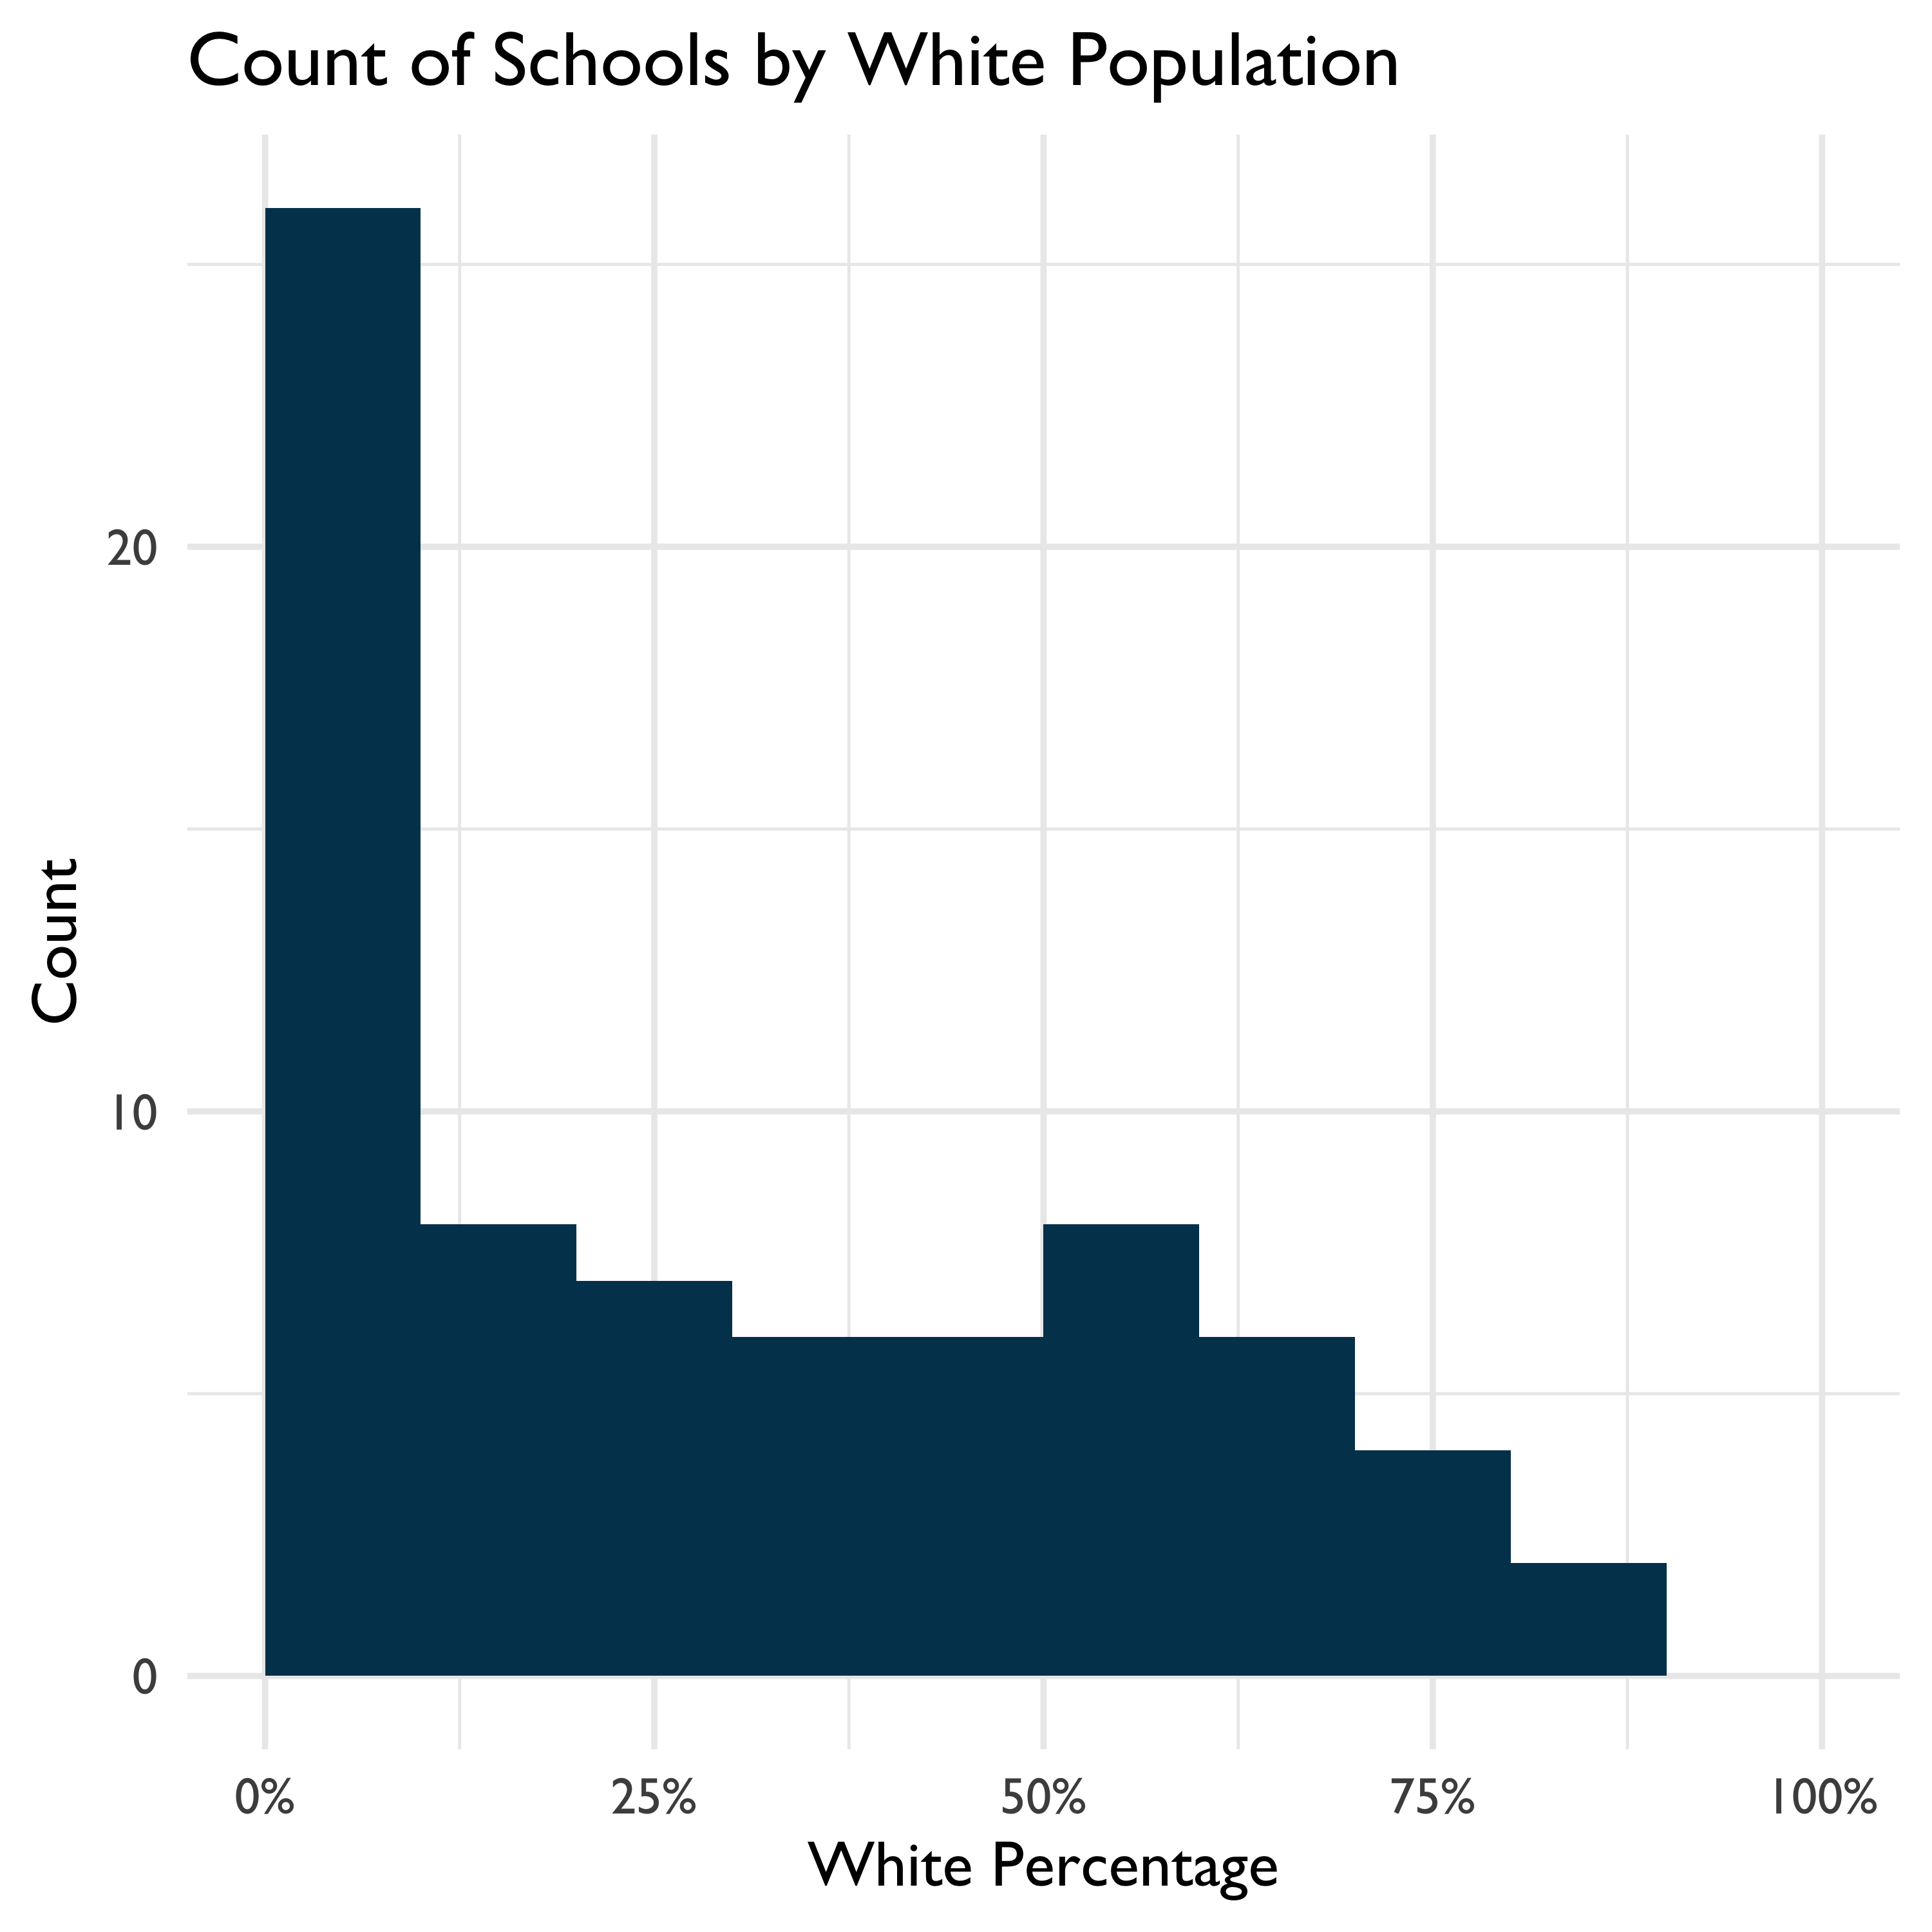 Count of Schools by White Population
Count
20
10
0
0% 25% 50% 75% 100%
White Percentage